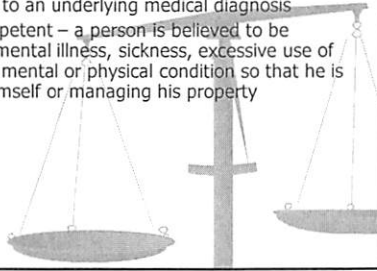 to an underlying medical diagnosis
petent – a person is believed to be
mental illness, sickness, excessive use of
mental or physical condition so that he is
mself or managing his property